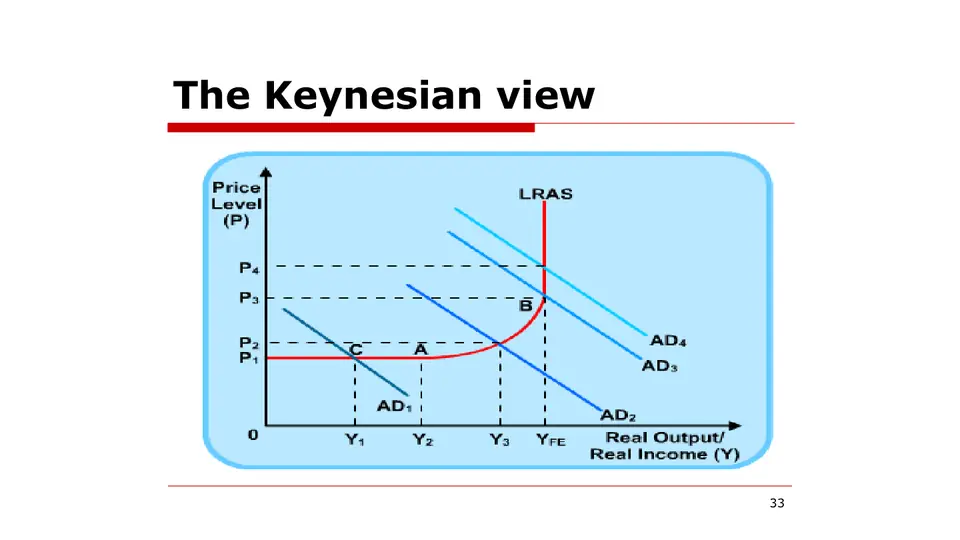 The Keynesian view
Price
Level
(P)
LRAS
P₄
P₃
B
P₂
P₁
C
A
AD₄
AD₃
AD₁
AD₂
0
Y₁
Y₂
Y₃
Y_FE
Real Output/
Real Income (Y)
33